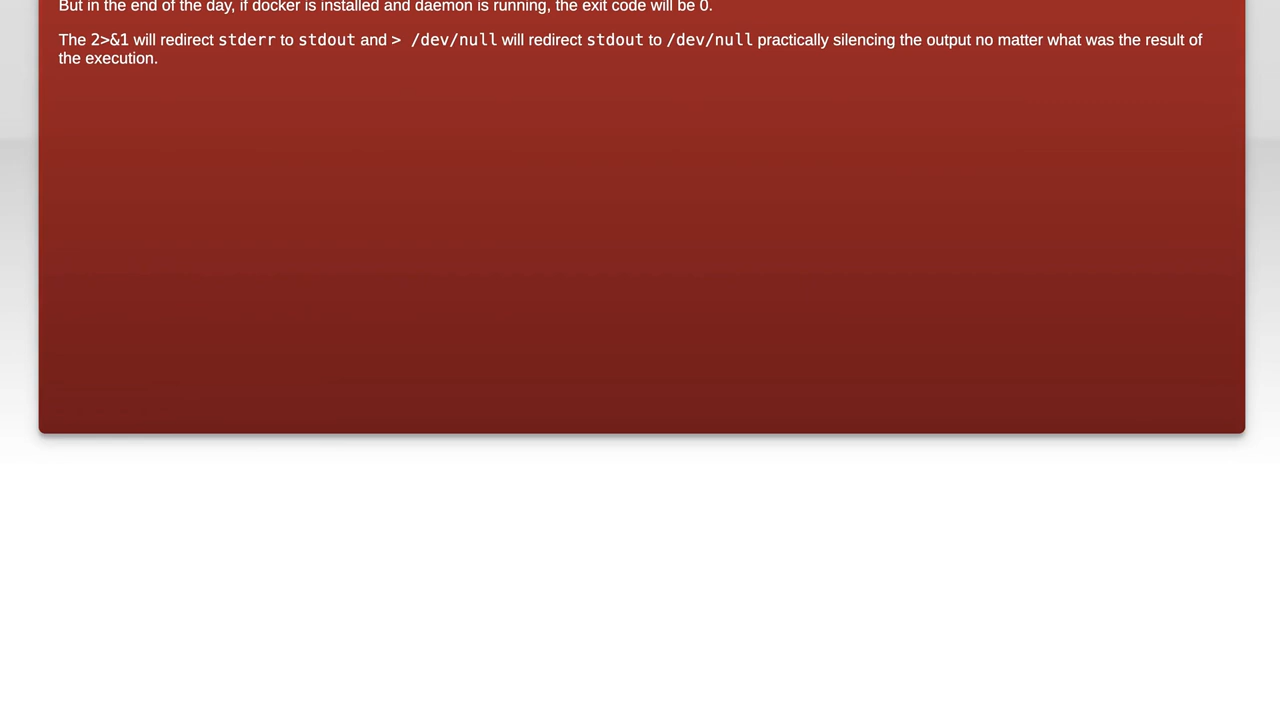 But in the end of the day, if docker is installed and daemon is running, the exit code will be 0.
The 2>&1 will redirect stderr to stdout and > /dev/null will redirect stdout to /dev/null practically silencing the output no matter what was the result of
the execution.